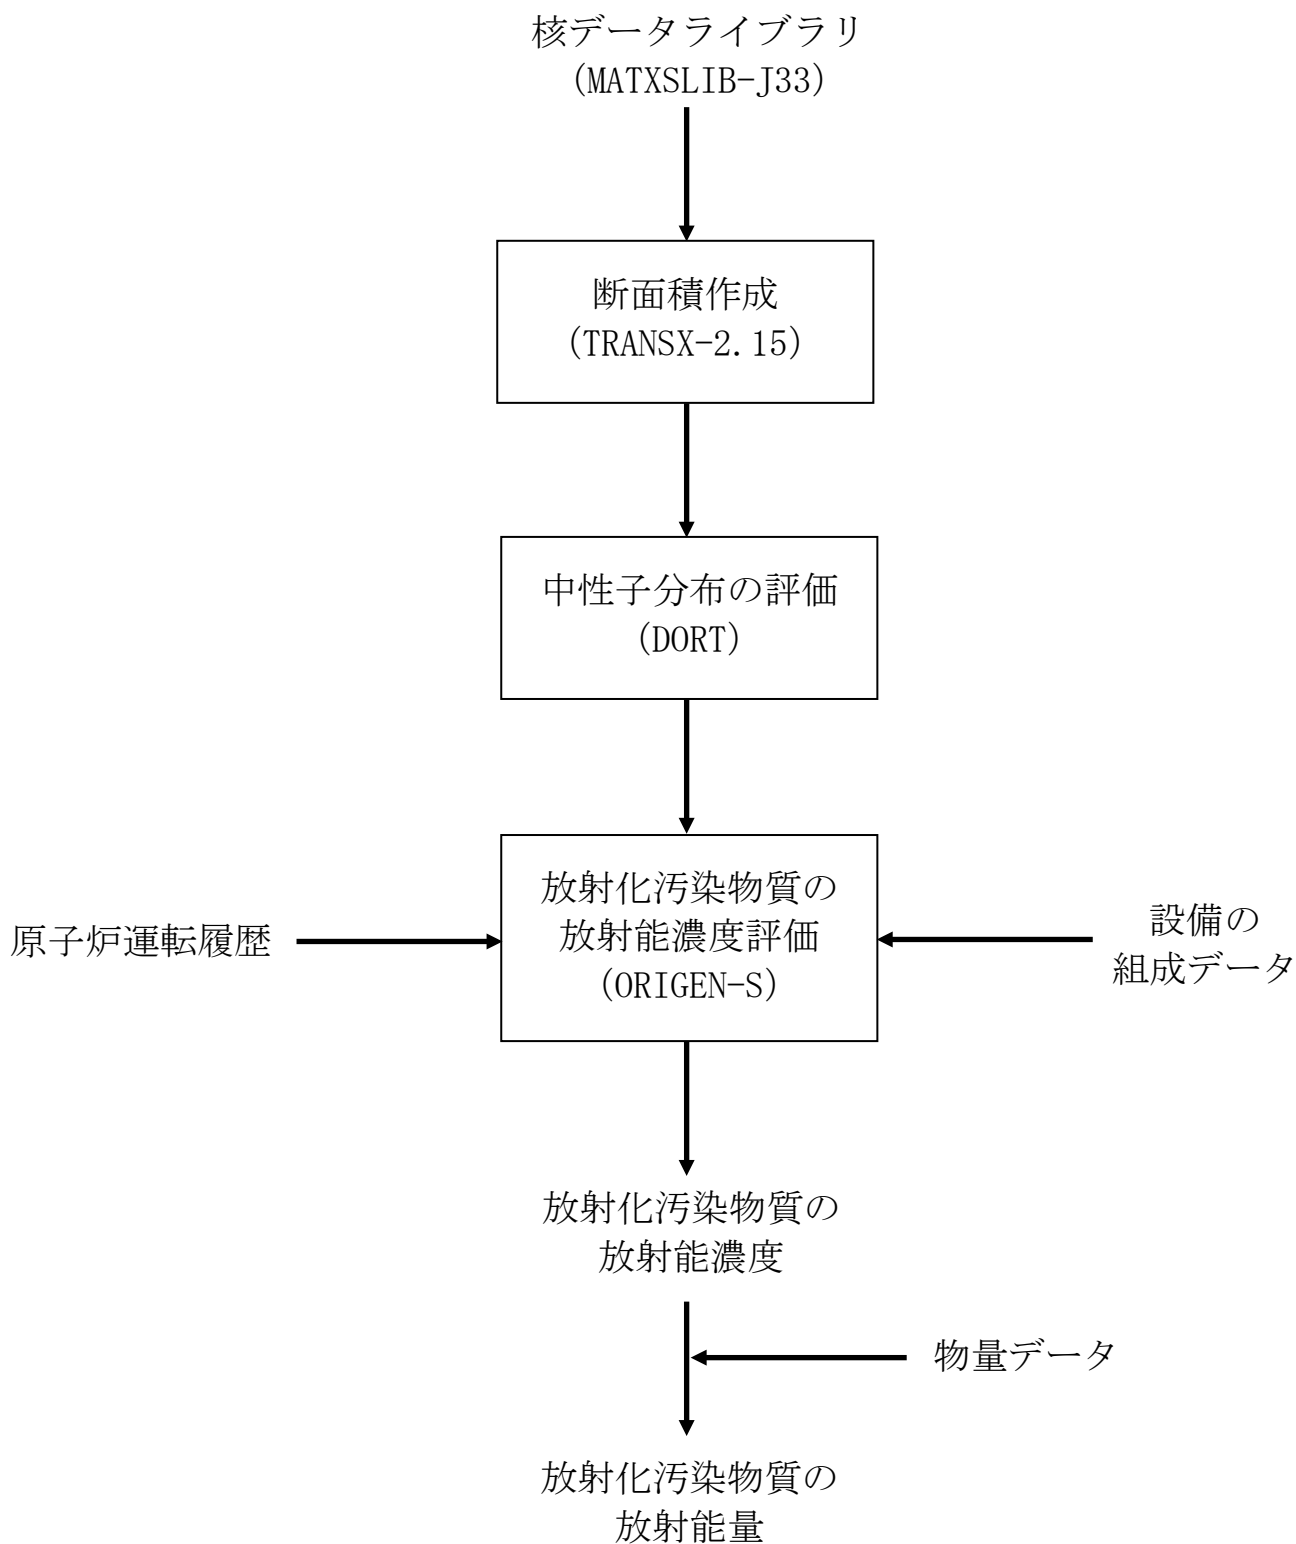 核データライブラリ
(MATXSLIB-J33)
断面積作成
(TRANSX-2.15)
中性子分布の評価
(DORT)
原子炉運転履歴
放射化汚染物質の
放射能濃度評価
(ORIGEN-S)
設備の
組成データ
放射化汚染物質の
放射能濃度
物量データ
放射化汚染物質の
放射能量